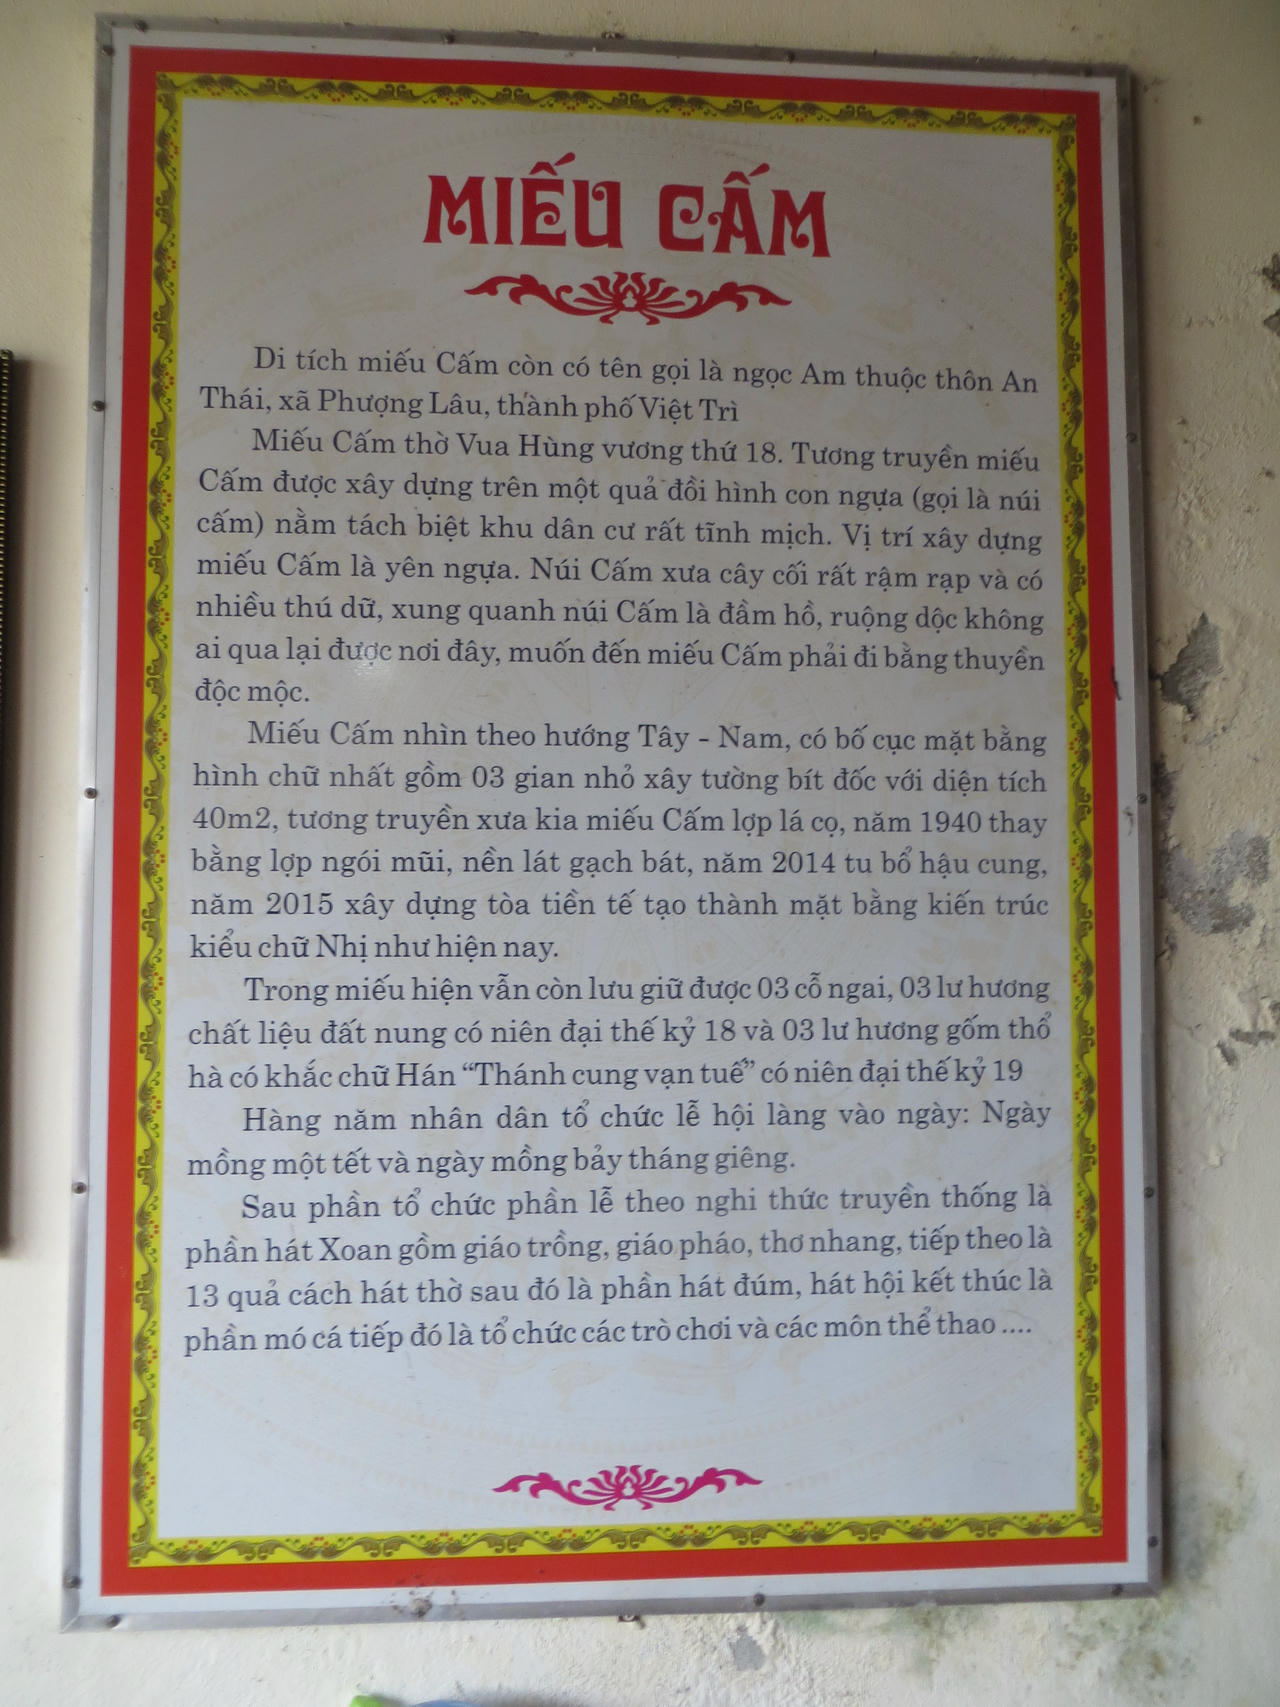 MIẾU CẤM
Di tích miếu Cấm còn có tên gọi là ngọc Am thuộc thôn An
Thái, xã Phượng Lâu, thành phố Việt Trì
Miếu Cấm thờ Vua Hùng vương thứ 18. Tương truyền miếu
Cấm được xây dựng trên một quả đồi hình con ngựa (gọi là núi
cấm) nằm tách biệt khu dân cư rất tĩnh mịch. Vị trí xây dựng
miếu Cấm là yên ngựa. Núi Cấm xưa cây cối rất rậm rạp và có
nhiều thú dữ, xung quanh núi Cấm là đầm hồ, ruộng dộc không
ai qua lại được nơi đây, muốn đến miếu Cấm phải đi bằng thuyền
độc mộc.
Miếu Cấm nhìn theo hướng Tây - Nam, có bố cục mặt bằng
hình chữ nhất gồm 03 gian nhỏ xây tường bít đốc với diện tích
40m2, tương truyền xưa kia miếu Cấm lợp lá cọ, năm 1940 thay
bằng lợp ngói mũi, nền lát gạch bát, năm 2014 tu bổ hậu cung,
năm 2015 xây dựng tòa tiền tế tạo thành mặt bằng kiến trúc
kiểu chữ Nhị như hiện nay.
Trong miếu hiện vẫn còn lưu giữ được 03 cỗ ngai, 03 lư hương
chất liệu đất nung có niên đại thế kỷ 18 và 03 lư hương gốm thổ
hà có khắc chữ Hán “Thánh cung vạn tuế” có niên đại thế kỷ 19
Hàng năm nhân dân tổ chức lễ hội làng vào ngày: Ngày
mồng một tết và ngày mồng bảy tháng giêng.
Sau phần tổ chức phần lễ theo nghi thức truyền thống là
phần hát Xoan gồm giáo trồng, giáo pháo, thơ nhang, tiếp theo là
13 quả cách hát thờ sau đó là phần hát đúm, hát hội kết thúc là
phần mó cá tiếp đó là tổ chức các trò chơi và các môn thể thao ....